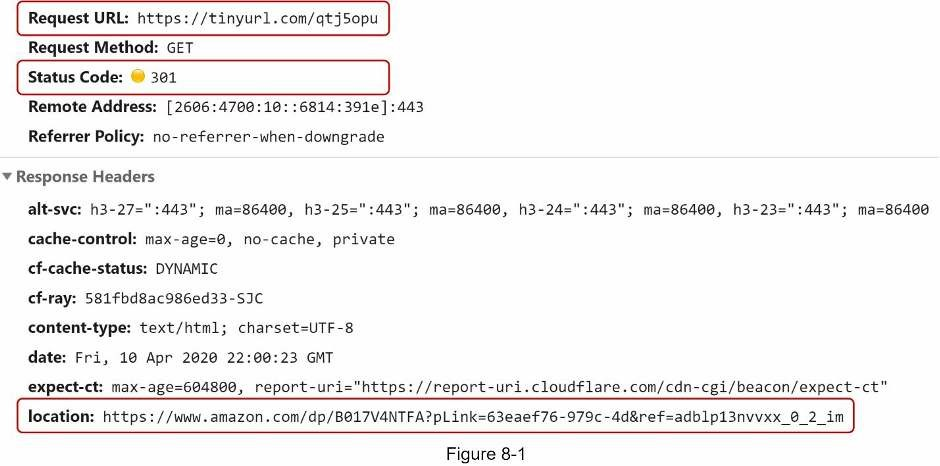 Request URL: https://tinyurl.com/qtj5opu
Request Method: GET
Status Code: 301
Remote Address: [2606:4700:10::6814:391e]:443
Referrer Policy: no-referrer-when-downgrade
Response Headers
alt-svc: h3-27=":443"; ma=86400, h3-25=":443"; ma=86400, h3-24=":443"; ma=86400, h3-23=":443"; ma=86400
cache-control: max-age=0, no-cache, private
cf-cache-status: DYNAMIC
cf-ray: 581fbd8ac986ed33-SJC
content-type: text/html; charset=UTF-8
date: Fri, 10 Apr 2020 22:00:23 GMT
expect-ct: max-age=604800, report-uri="https://report-uri.cloudflare.com/cdn-cgi/beacon/expect-ct"
location: https://www.amazon.com/dp/B017V4NTFA?pLink=63eaef76-979c-4d&ref=adblp13nvvxx_0_2_im
Figure 8-1